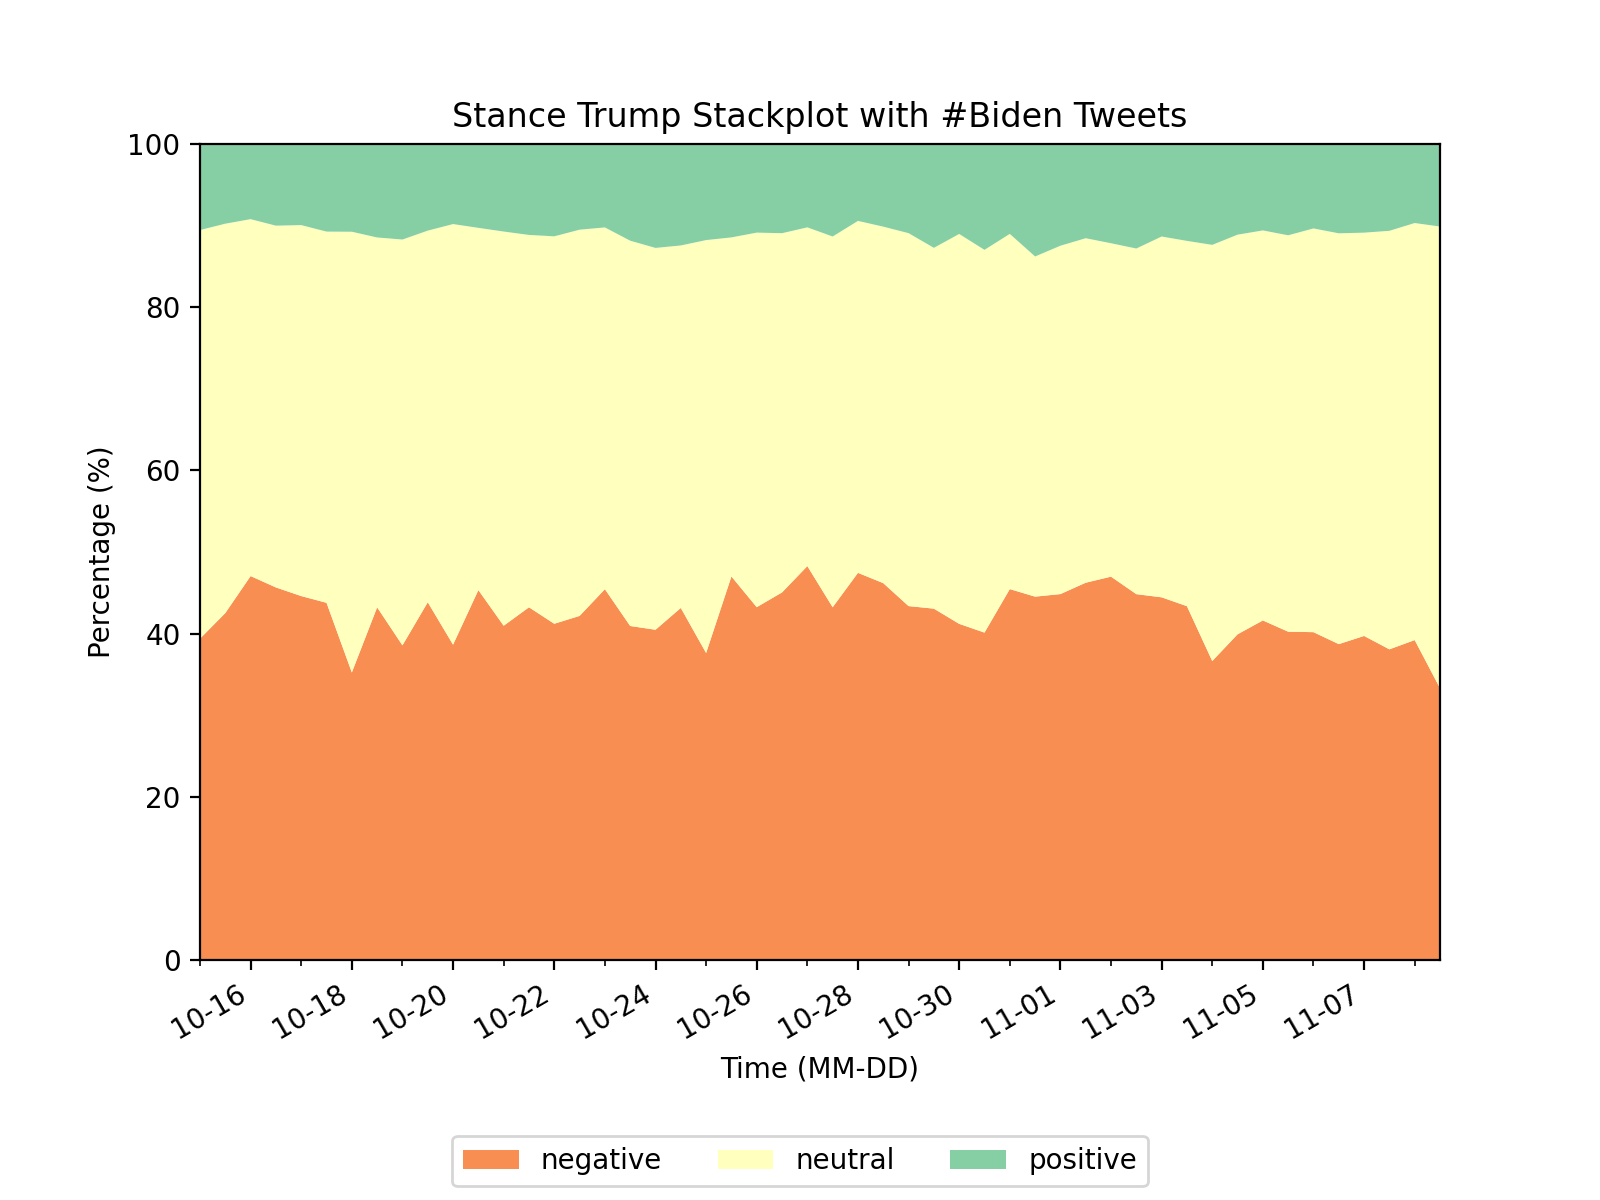 Stance Trump Stackplot with #Biden Tweets
100
80
60
40
20
0
Percentage (%)
10-16 10-18 10-20 10-22 10-24 10-26 10-28 10-30 11-01 11-03 11-05 11-07
Time (MM-DD)
negative neutral positive